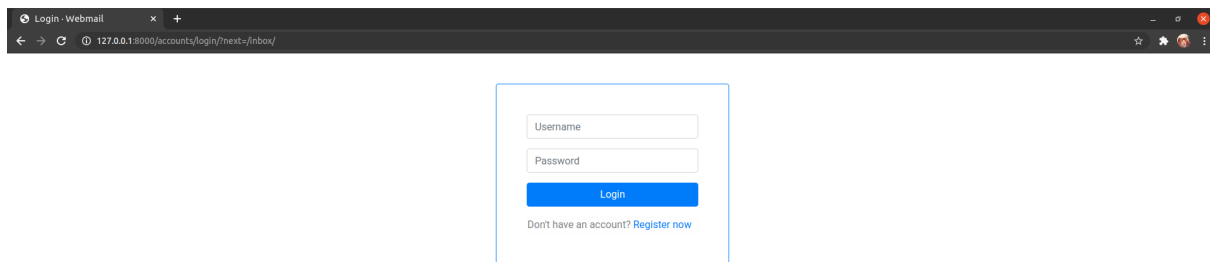 Login · Webmail
127.0.0.1:8000/accounts/login/?next=/inbox/
Username
Password
Login
Don't have an account? Register now